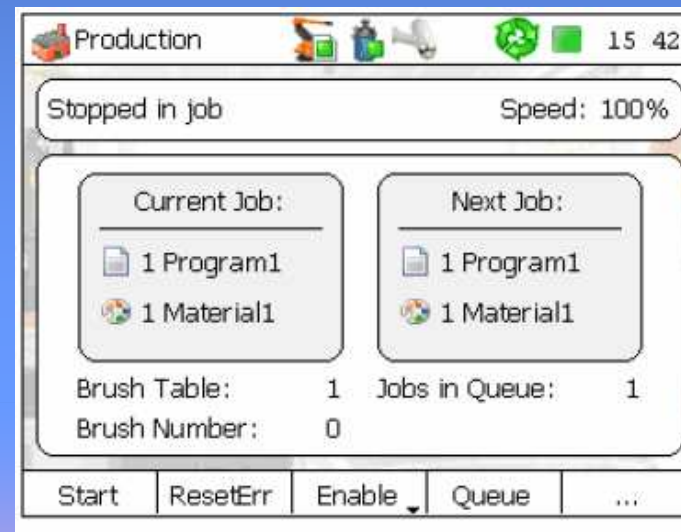 Production 15 42
Stopped in job Speed: 100%
Current Job:
1 Program1
1 Material1
Next Job:
1 Program1
1 Material1
Brush Table: 1 Jobs in Queue: 1
Brush Number: 0
Start ResetErr Enable Queue ...